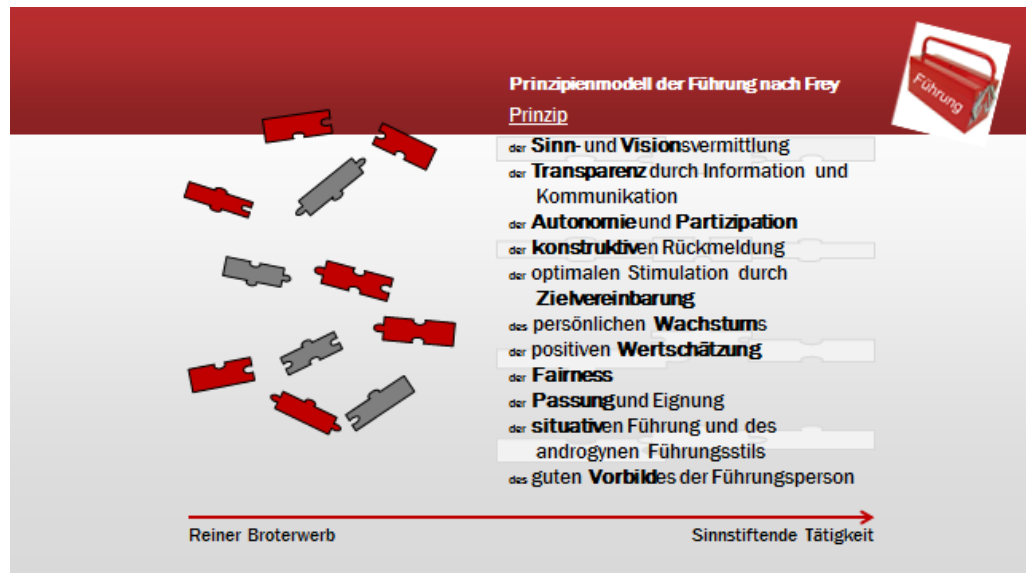 Prinzipienmodell der Führung nach Frey
Führung
Prinzip
der Sinn- und Visionsvermittlung
der Transparenz durch Information und
Kommunikation
der Autonomie und Partizipation
der konstruktiven Rückmeldung
der optimalen Stimulation durch
Zielvereinbarung
des persönlichen Wachstums
der positiven Wertschätzung
der Fairness
der Passung und Eignung
der situativen Führung und des
androgynen Führungsstils
des guten Vorbildes der Führungsperson
Reiner Broterwerb
Sinnstiftende Tätigkeit